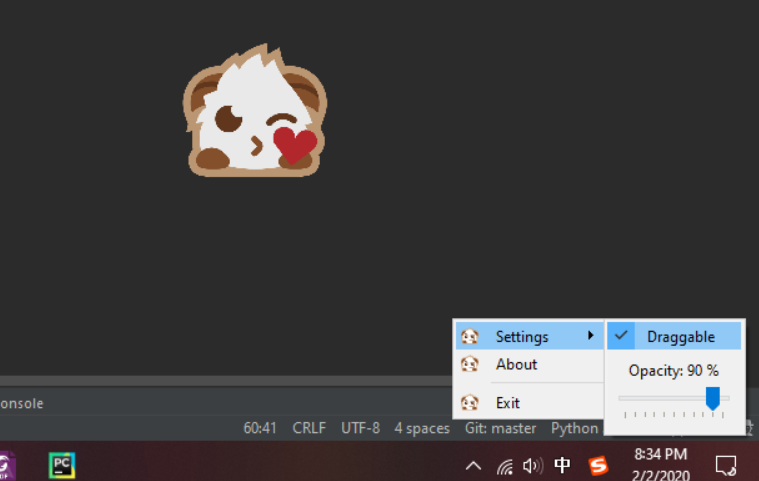 Settings
Draggable
About
Opacity: 90 %
Exit
onsole
60:41 CRLF UTF-8 4 spaces Git: master Python
PC
中
S
8:34 PM
2/2/2020